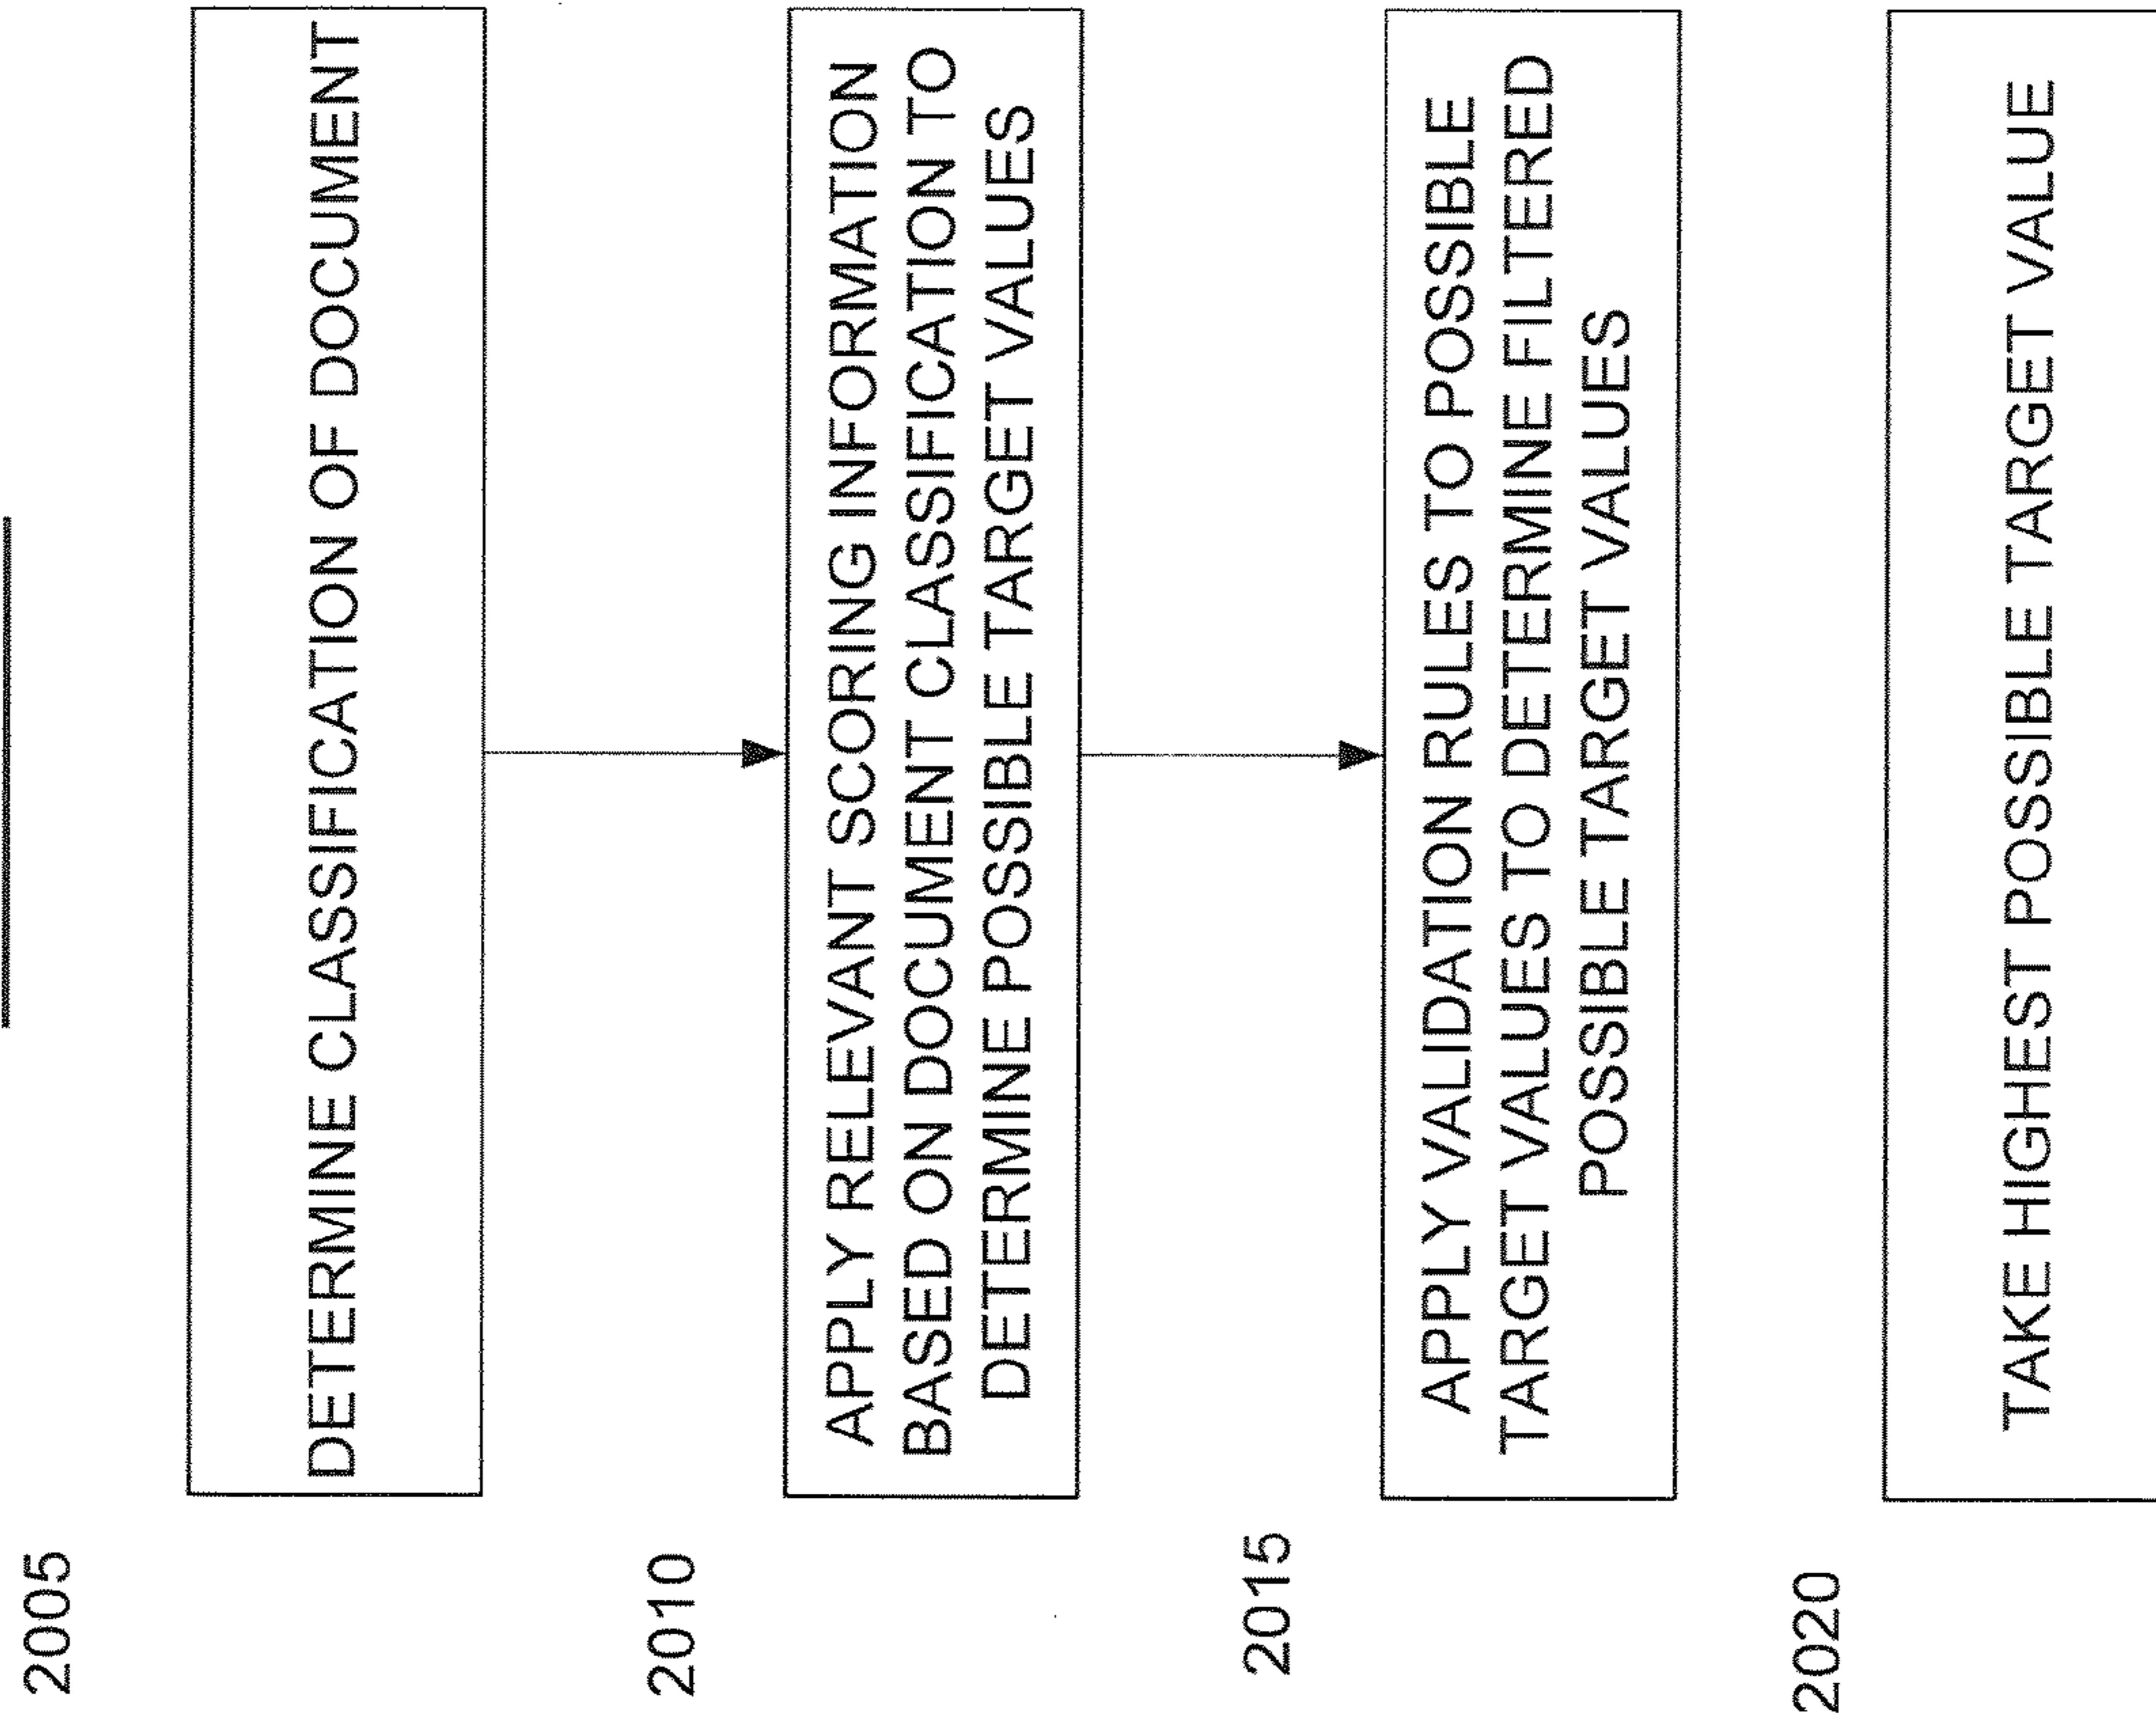 2005
DETERMINE CLASSIFICATION OF DOCUMENT
2010
APPLY RELEVANT SCORING INFORMATION
BASED ON DOCUMENT CLASSIFICATION TO
DETERMINE POSSIBLE TARGET VALUES
2015
APPLY VALIDATION RULES TO POSSIBLE
TARGET VALUES TO DETERMINE FILTERED
POSSIBLE TARGET VALUES
2020
TAKE HIGHEST POSSIBLE TARGET VALUE